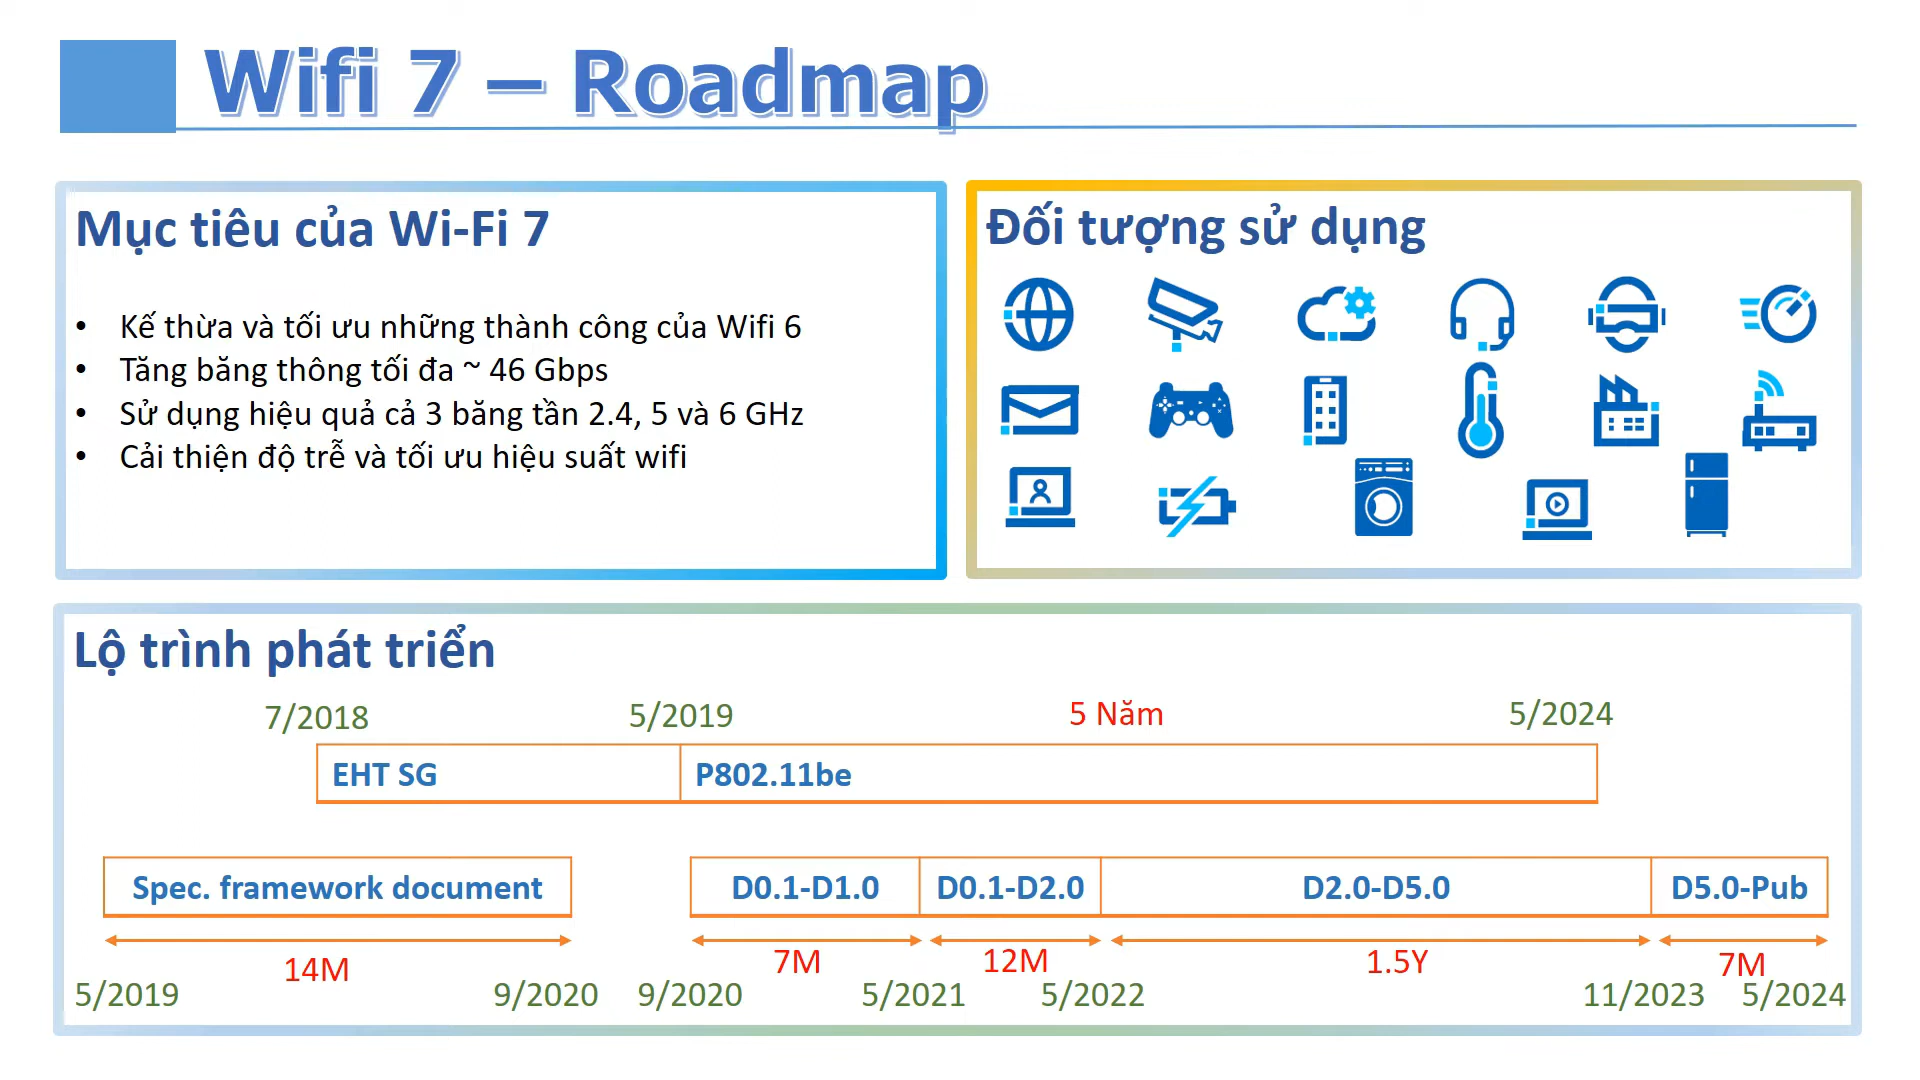 Wifi 7 – Roadmap
Mục tiêu của Wi-Fi 7
• Kế thừa và tối ưu những thành công của Wifi 6
• Tăng băng thông tối đa ~ 46 Gbps
• Sử dụng hiệu quả cả 3 băng tần 2.4, 5 và 6 GHz
• Cải thiện độ trễ và tối ưu hiệu suất wifi
Đối tượng sử dụng
Lộ trình phát triển
7/2018 5/2019 5 Năm 5/2024
EHT SG P802.11be
Spec. framework document D0.1-D1.0 D0.1-D2.0 D2.0-D5.0 D5.0-Pub
14M 7M 12M 1.5Y 7M
5/2019 9/2020 9/2020 5/2021 5/2022 11/2023 5/2024